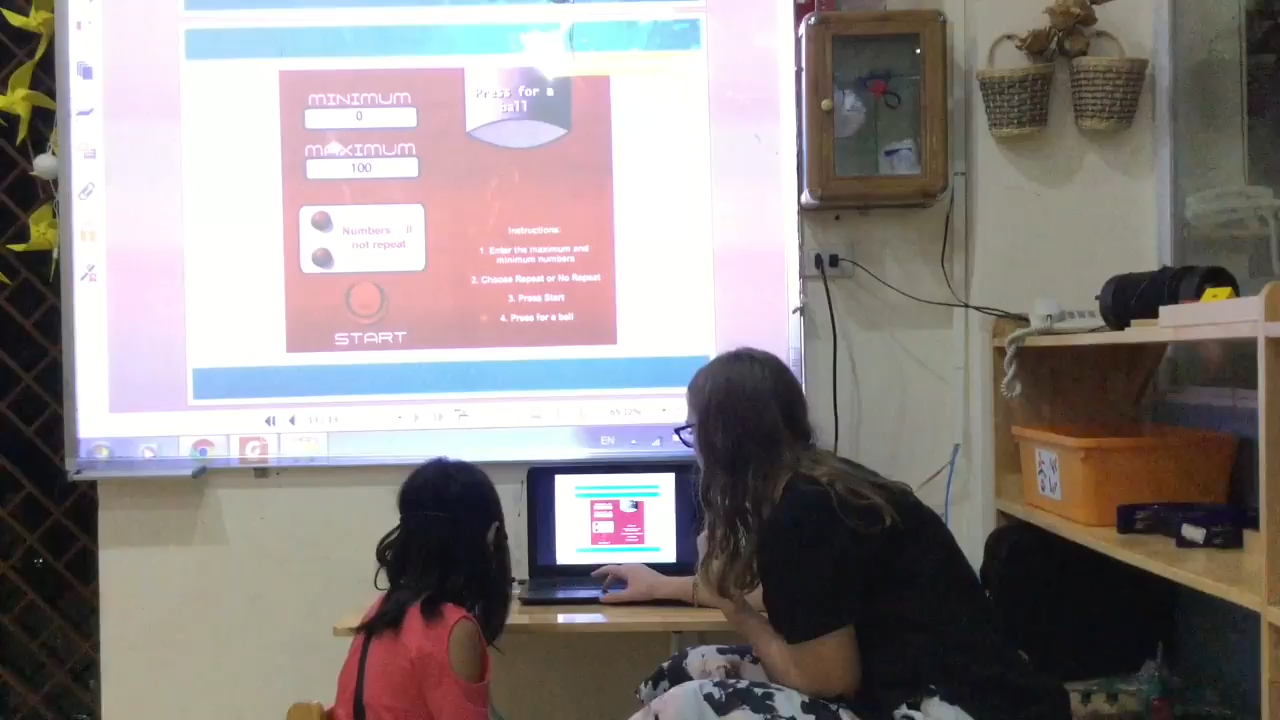 MINIMUM
0
MAXIMUM
100
Numbers
not repeat
START
Press for a
ball
Instructions:
1. Enter the maximum and
minimum numbers
2. Choose Repeat or No Repeat
3. Press Start
4. Press for a ball
EN